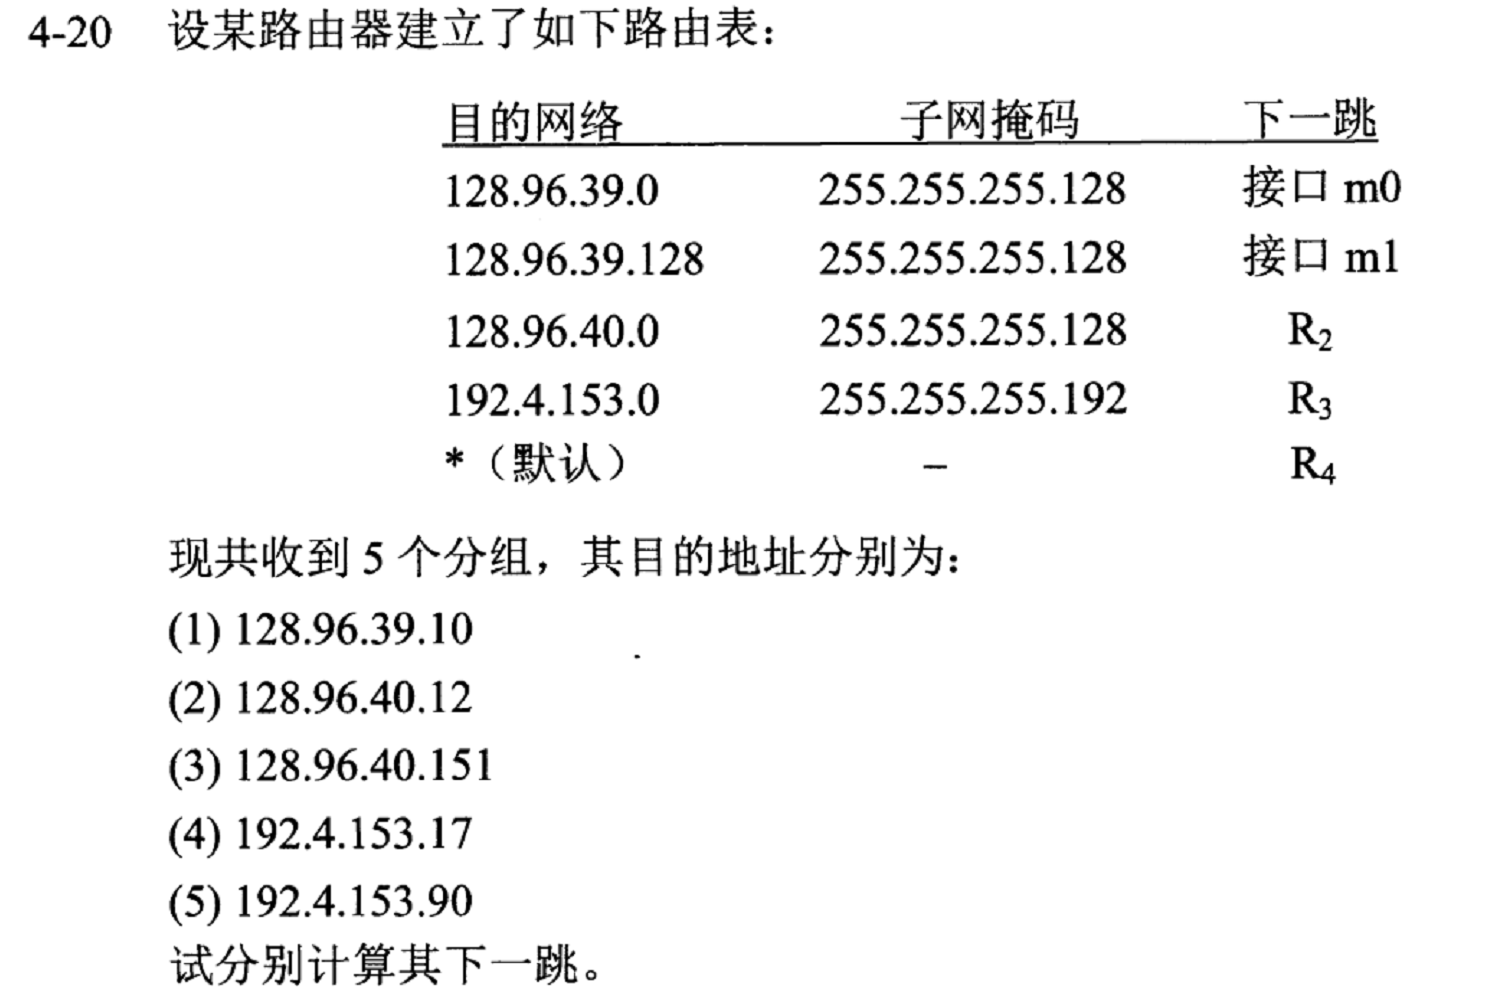 4-20 设某路由器建立了如下路由表：
目的网络 子网掩码 下一跳
128.96.39.0 255.255.255.128 接口 m0
128.96.39.128 255.255.255.128 接口 m1
128.96.40.0 255.255.255.128 R₂
192.4.153.0 255.255.255.192 R₃
*（默认） – R₄
现共收到 5 个分组，其目的地址分别为：
(1) 128.96.39.10
(2) 128.96.40.12
(3) 128.96.40.151
(4) 192.4.153.17
(5) 192.4.153.90
试分别计算其下一跳。